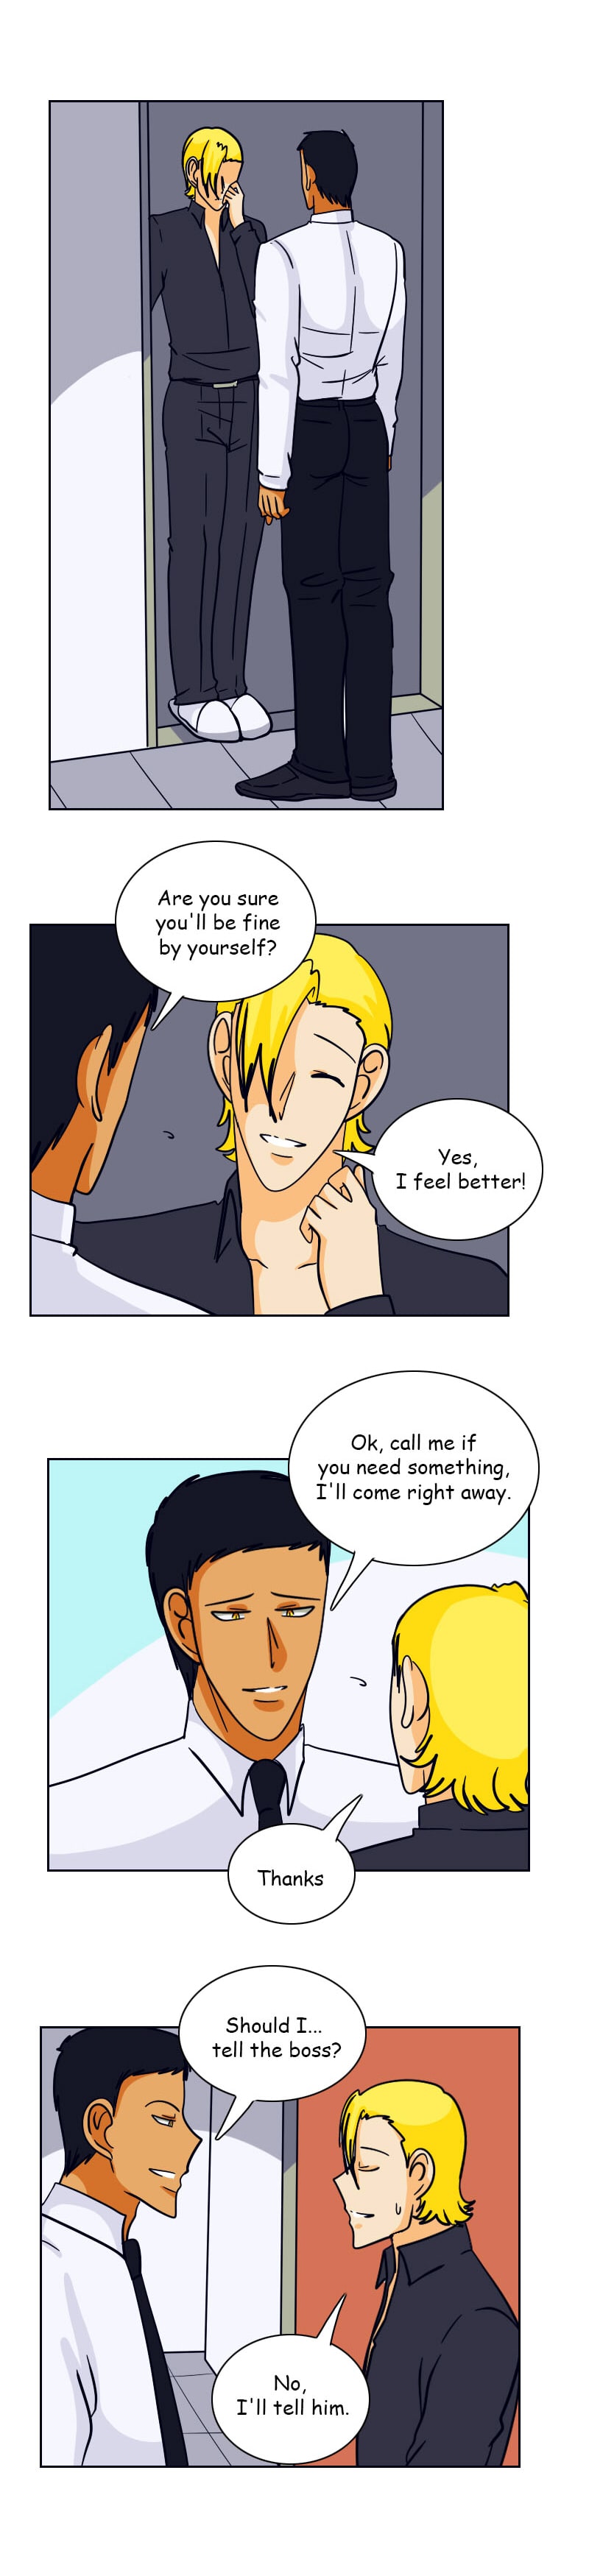 Are you sure
you'll be fine
by yourself?
Yes,
I feel better!
Ok, call me if
you need something,
I'll come right away.
Thanks
Should I...
tell the boss?
No,
I'll tell him.